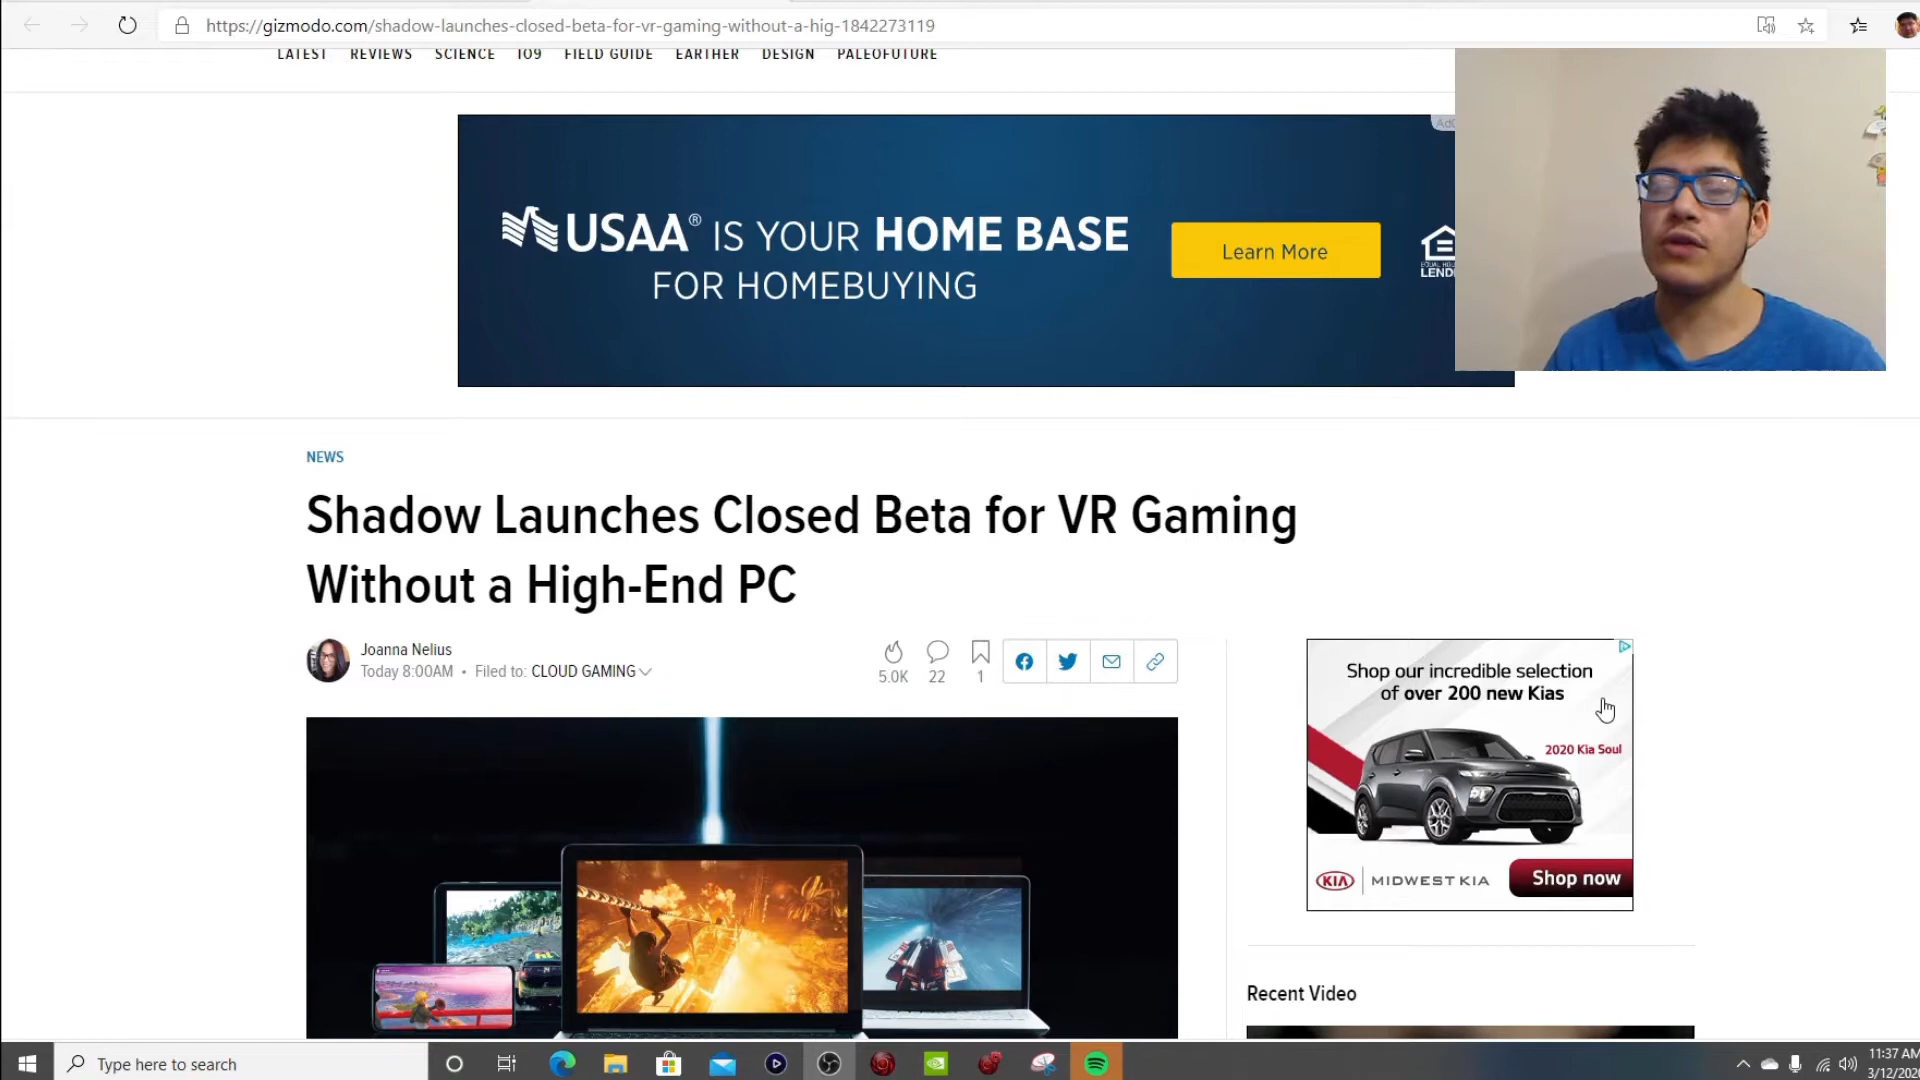 https://gizmodo.com/shadow-launches-closed-beta-for-vr-gaming-without-a-hig-1842273119
LATEST REVIEWS SCIENCE IO9 FIELD GUIDE EARTHER DESIGN PALEOFUTURE
USAA® IS YOUR HOME BASE
FOR HOMEBUYING
Learn More
NEWS
Shadow Launches Closed Beta for VR Gaming
Without a High-End PC
Joanna Nelius
Today 8:00AM • Filed to: CLOUD GAMING
5.0K 22 1
Shop our incredible selection
of over 200 new Kias
2020 Kia Soul
KIA MIDWEST KIA Shop now
Recent Video
Type here to search
11:37 AM
3/12/202